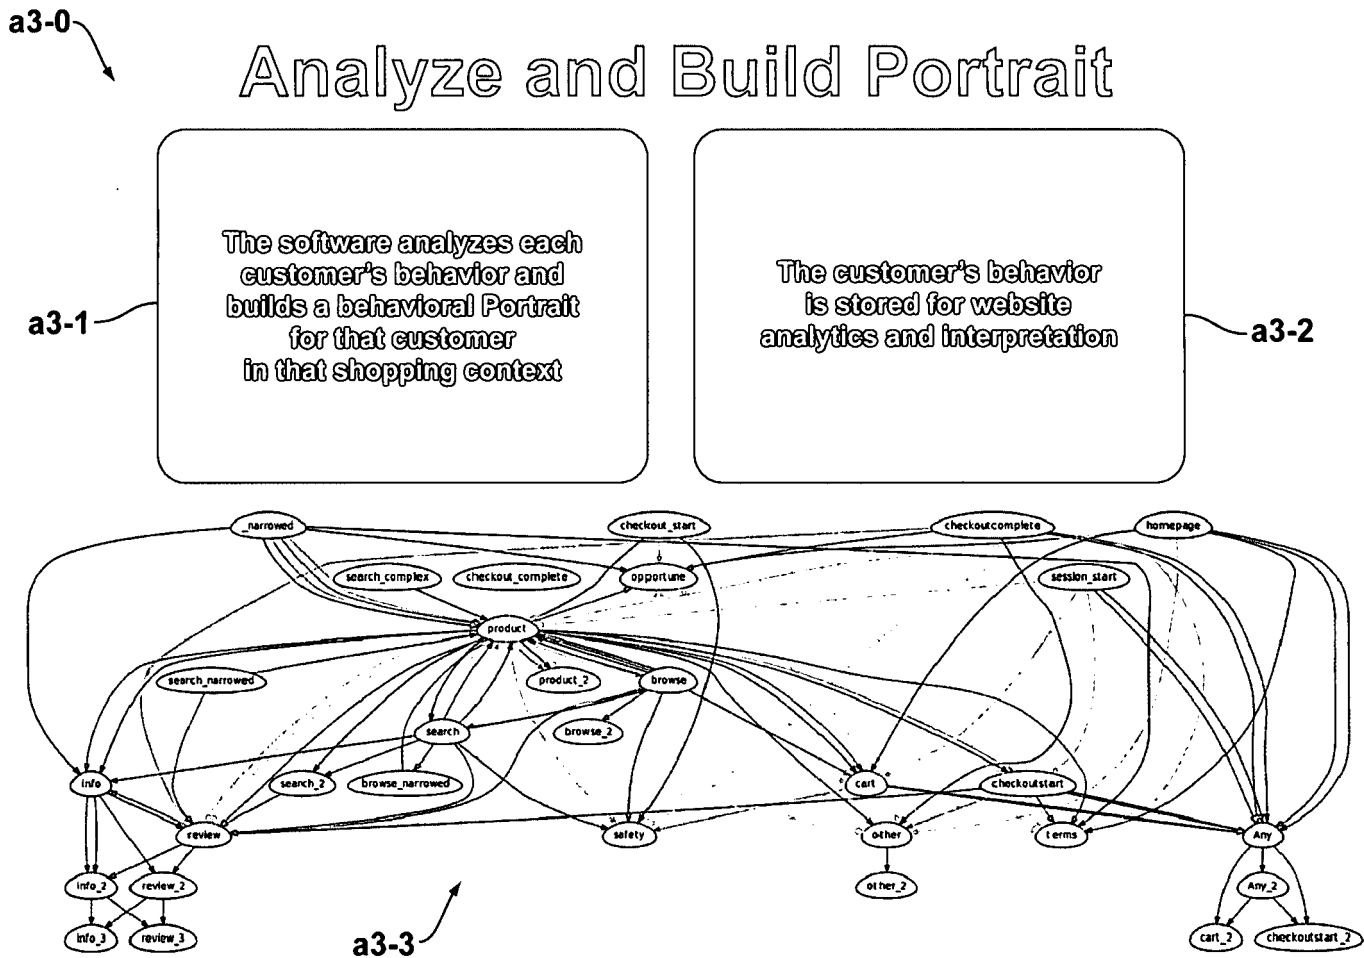 a3-0
Analyze and Build Portrait
The software analyzes each
customer's behavior and
builds a behavioral Portrait
for that customer
in that shopping context
a3-1
The customer's behavior
is stored for website
analytics and interpretation
a3-2
_narrowed
checkout_start
checkoutcomplete
homepage
search_complex
checkout_complete
opportune
session_start
product
search_narrowed
product_2
browse
search
browse_2
info
search_2
browse_narrowed
cart
checkoutstart
review
safety
other
terms
Any
info_2
review_2
other_2
Any_2
info_3
review_3
cart_2
checkoutstart_2
a3-3